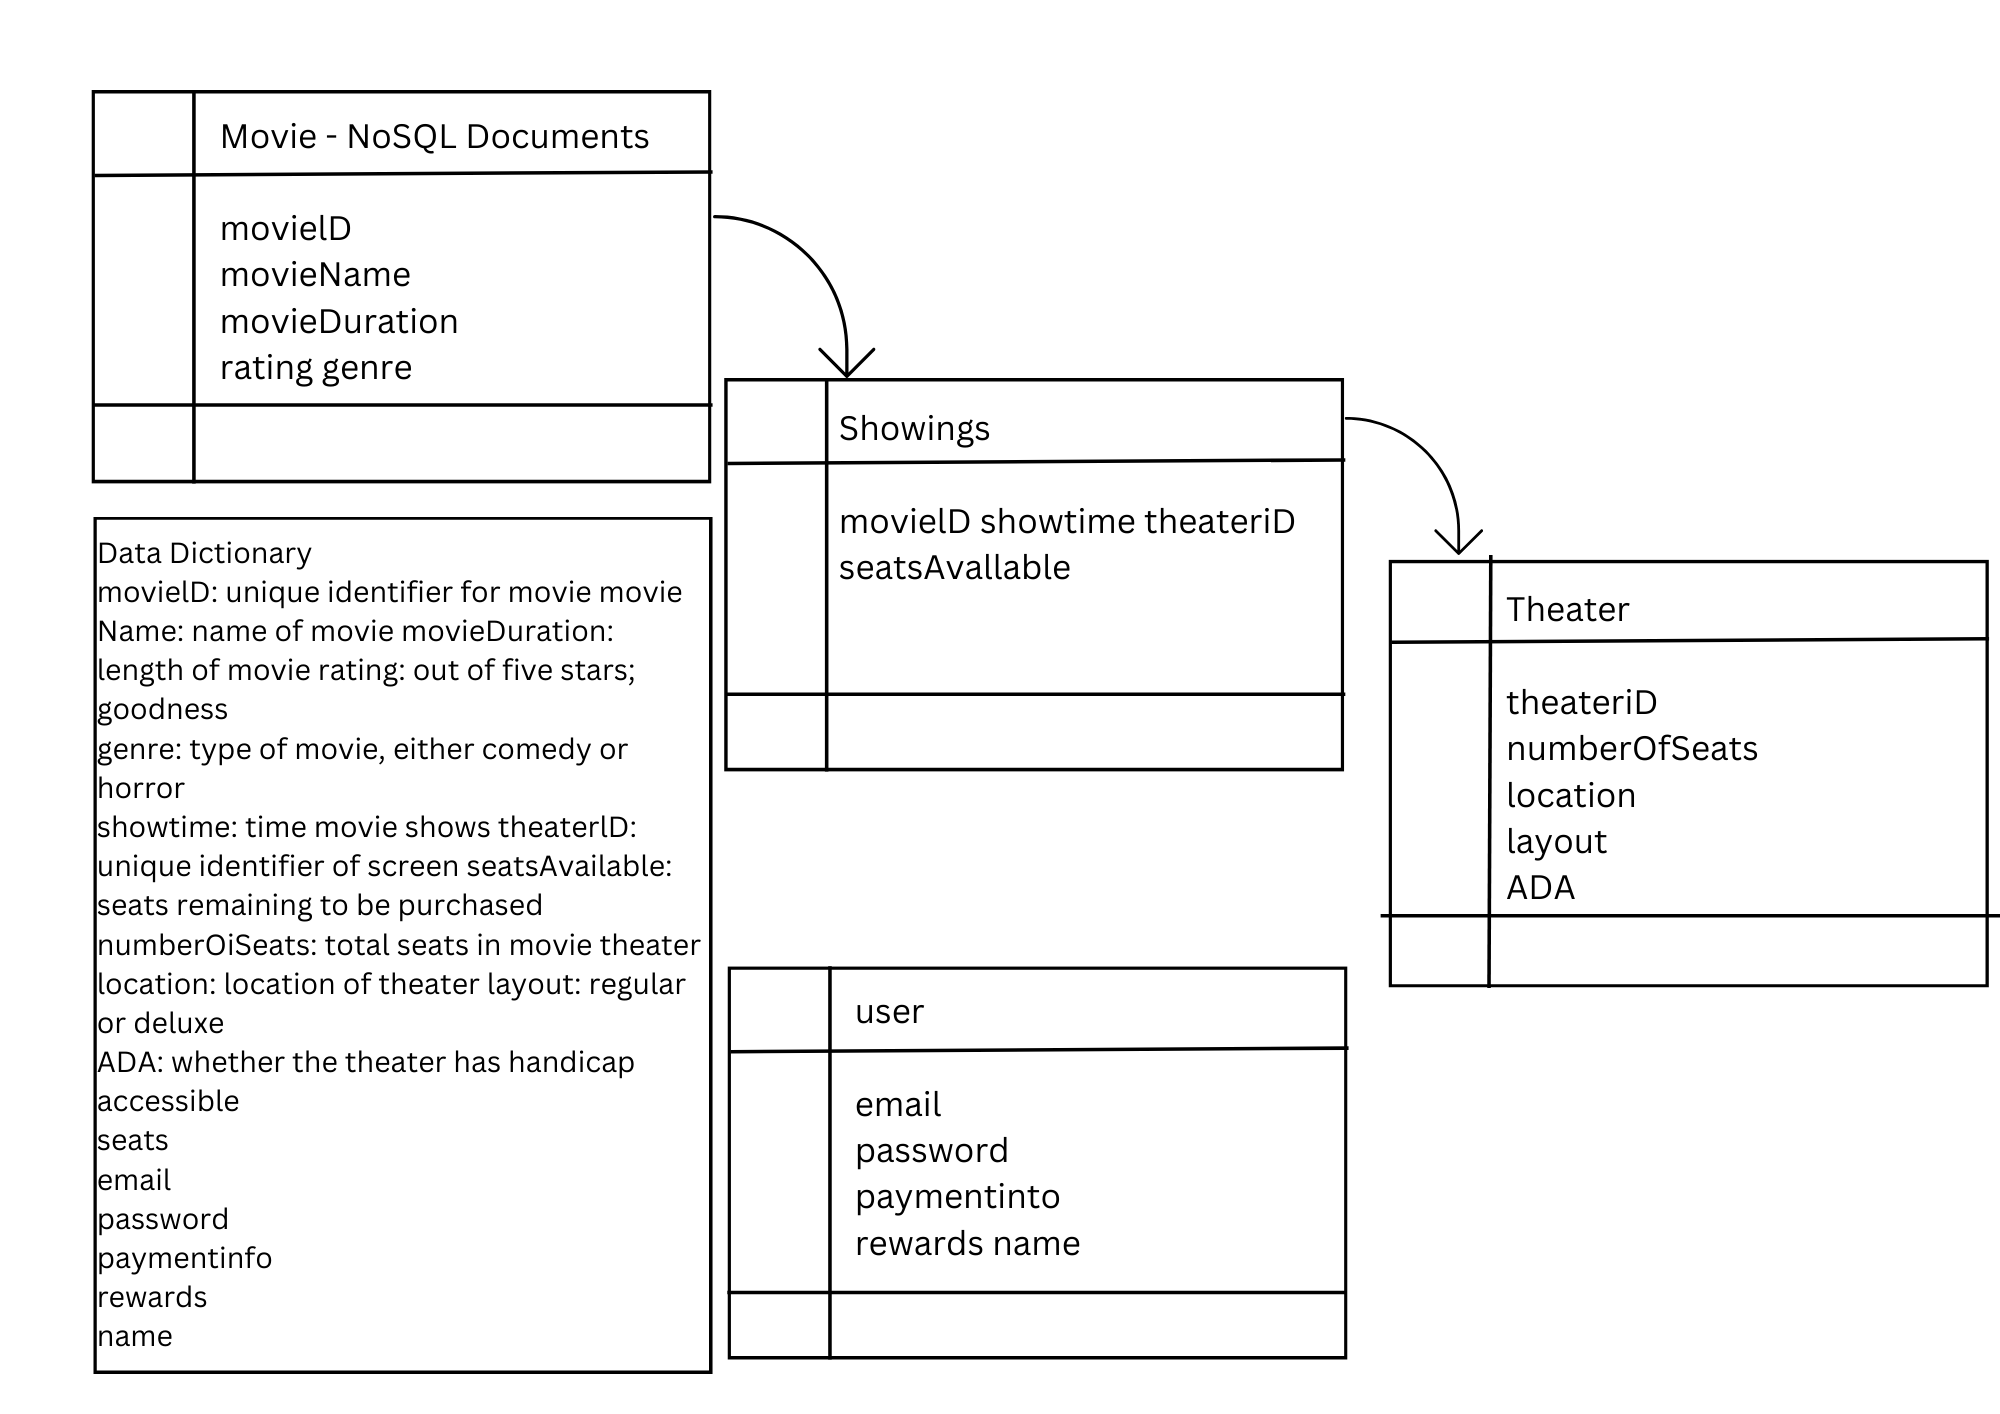 Movie - NoSQL Documents
movielD
movieName
movieDuration
rating genre
Showings
movielD showtime theateriD
seatsAvallable
Theater
theateriD
numberOfSeats
location
layout
ADA
Data Dictionary
movielD: unique identifier for movie movie
Name: name of movie movieDuration:
length of movie rating: out of five stars;
goodness
genre: type of movie, either comedy or
horror
showtime: time movie shows theaterlD:
unique identifier of screen seatsAvailable:
seats remaining to be purchased
numberOiSeats: total seats in movie theater
location: location of theater layout: regular
or deluxe
ADA: whether the theater has handicap
accessible
seats
email
password
paymentinfo
rewards
name
user
email
password
paymentinto
rewards name